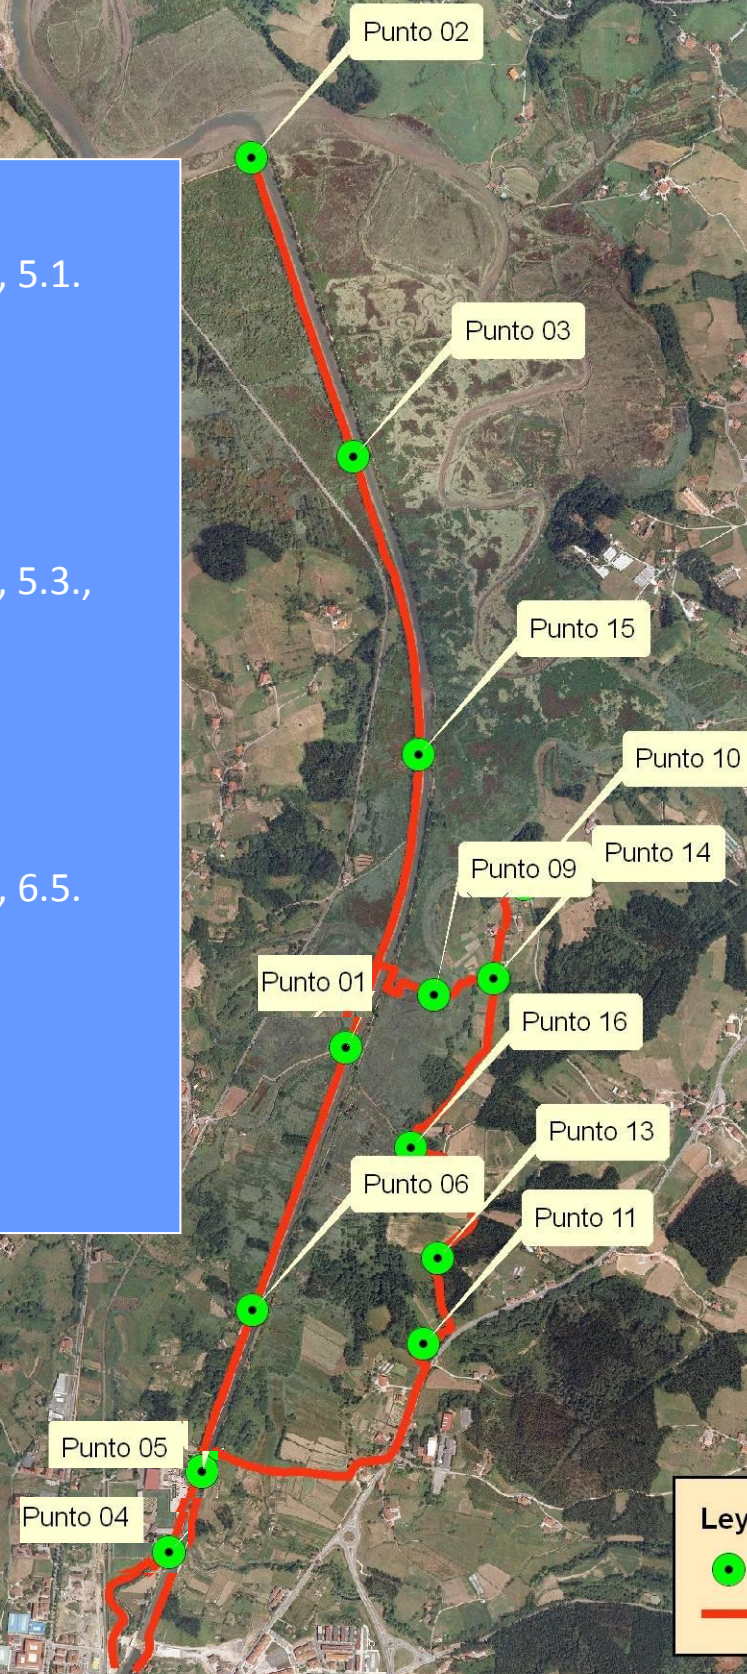 Punto 02
, 5.1.
Punto 03
, 5.3.,
Punto 15
Punto 10
Punto 14
Punto 09
, 6.5.
Punto 01
Punto 16
Punto 13
Punto 06
Punto 11
Punto 05
Punto 04
Ley